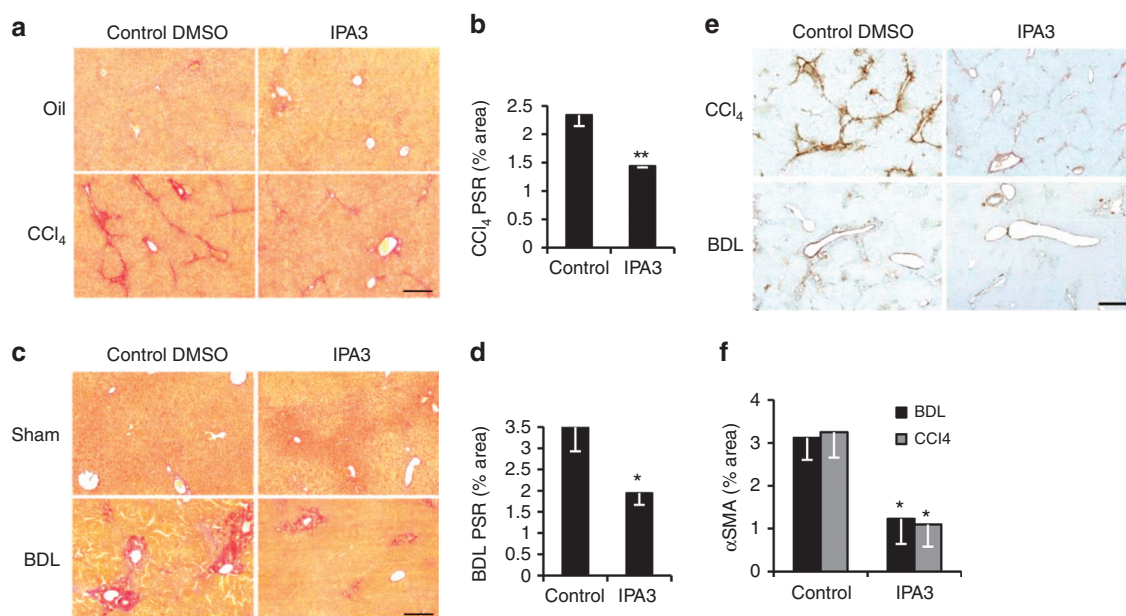 a
Control DMSO IPA3
Oil
CCl₄
b
CCl₄ PSR (% area)
2.5
2
1.5
1
0.5
0
**
Control IPA3
c
Control DMSO IPA3
Sham
BDL
d
BDL PSR (% area)
3.5
3
2.5
2
1.5
1
0.5
0
*
Control IPA3
e
Control DMSO IPA3
CCl₄
BDL
f
αSMA (% area)
4
3
2
1
0
BDL
CCl4
* *
Control IPA3